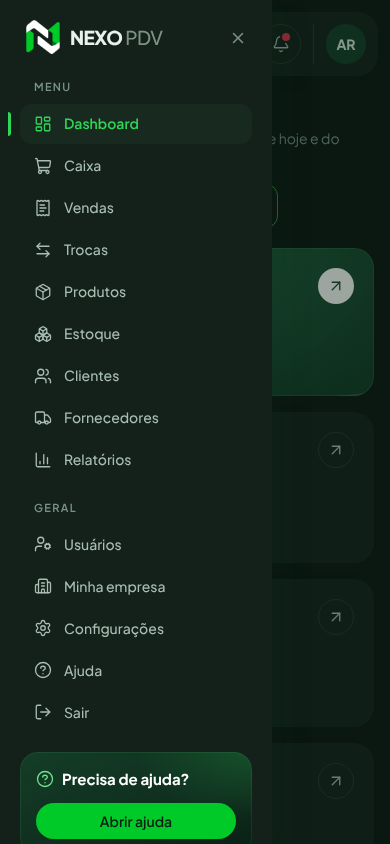 NEXO PDV
AR
MENU
e hoje e do
Dashboard
Caixa
Vendas
Trocas
Produtos
Estoque
Clientes
Fornecedores
Relatórios
GERAL
Usuários
Minha empresa
Configurações
Ajuda
Sair
Precisa de ajuda?
Abrir ajuda